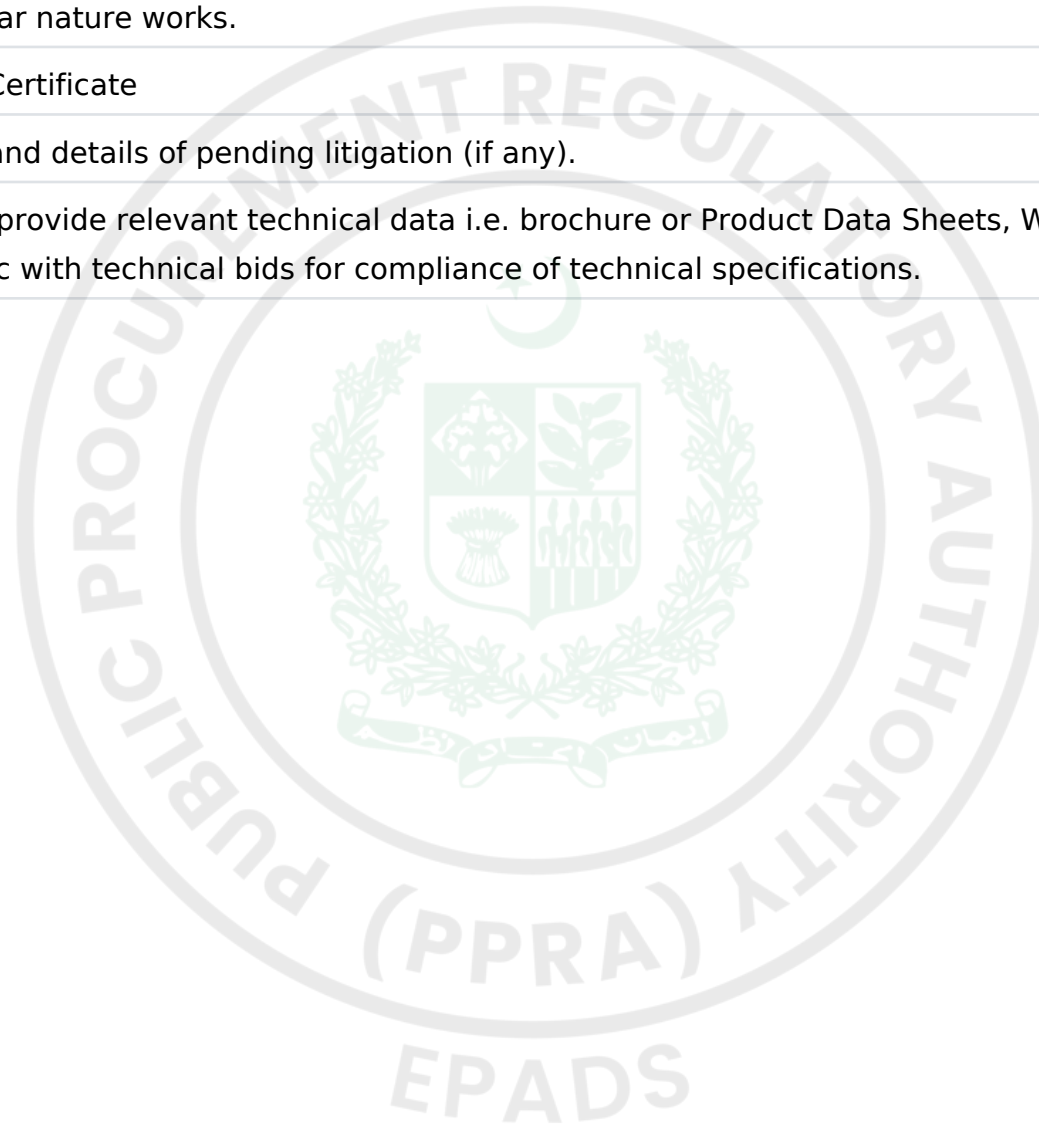 ar nature works.
Certificate
and details of pending litigation (if any).
provide relevant technical data i.e. brochure or Product Data Sheets, W
c with technical bids for compliance of technical specifications.
PUBLIC PROCUREMENT REGULATORY AUTHORITY
(PPRA)
EPADS